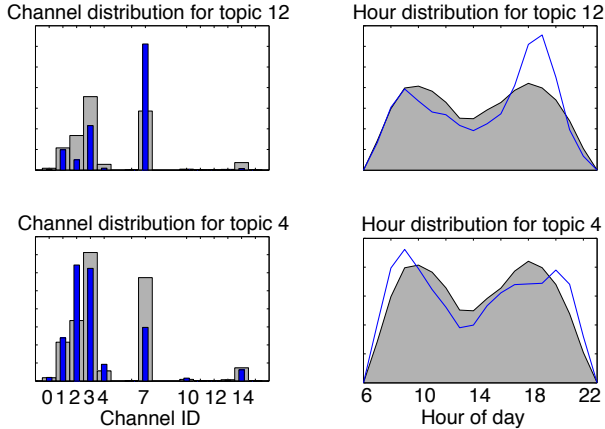 Channel distribution for topic 12
Hour distribution for topic 12
Channel distribution for topic 4
Hour distribution for topic 4
0 1 2 3 4 7 10 12 14
Channel ID
6 10 14 18 22
Hour of day